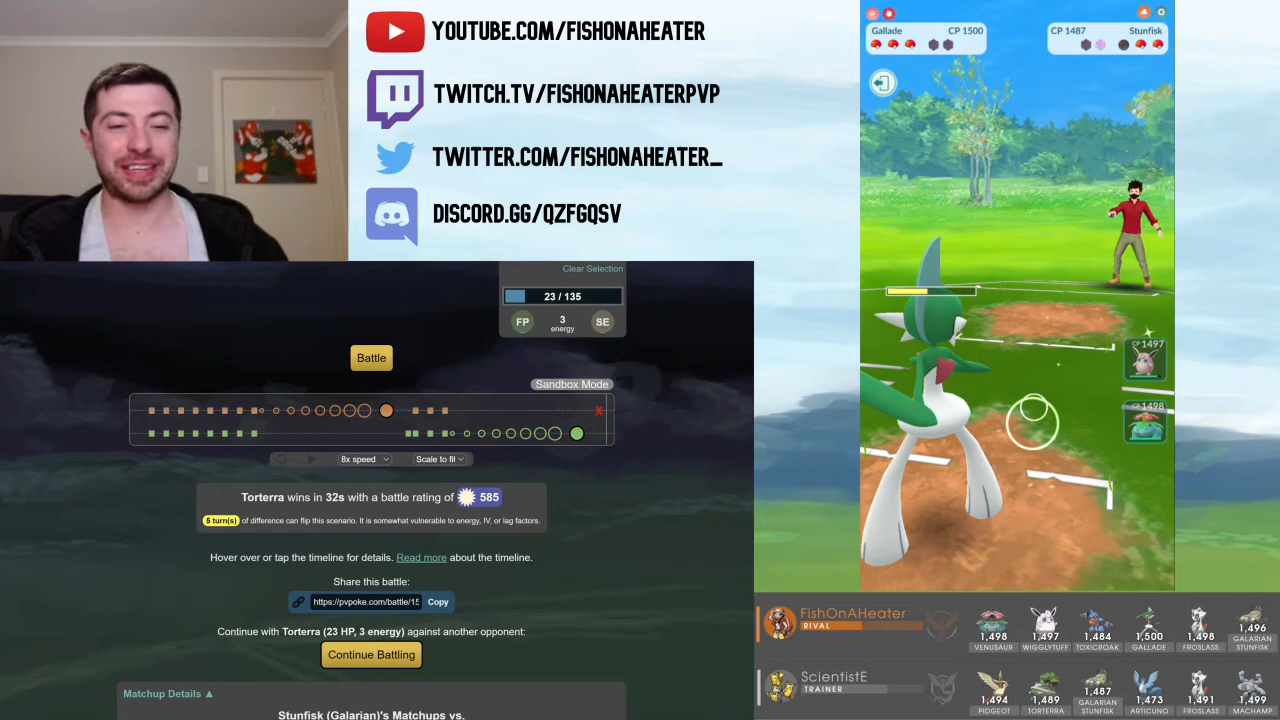 YOUTUBE.COM/FISHONAHEATER
TWITCH.TV/FISHONAHEATERPVP
TWITTER.COM/FISHONAHEATER_
DISCORD.GG/QZFGQSV
Gallade CP 1500
CP 1487 Stunfisk
CP 1497
CP 1498
Clear Selection
23 / 135
FP 3 energy SE
Battle
Sandbox Mode
X
8x speed Scale to fit
Torterra wins in 32s with a battle rating of 585
5 turn(s) of difference can flip this scenario. It is somewhat vulnerable to energy, IV, or lag factors.
Hover over or tap the timeline for details. Read more about the timeline.
Share this battle:
https://pvpoke.com/battle/15 Copy
Continue with Torterra (23 HP, 3 energy) against another opponent:
Continue Battling
Matchup Details ▲
Stunfisk (Galarian)'s Matchups vs.
FishOnAHeater
RIVAL
1,498 VENUSAUR
1,497 WIGGLYTUFF
1,484 TOXICROAK
1,500 GALLADE
1,498 FROSLASS
1,496 GALARIAN STUNFISK
ScientistE
TRAINER
1,494 PIDGEOT
1,489 TORTERRA
1,487 GALARIAN STUNFISK
1,473 ARTICUNO
1,491 FROSLASS
1,499 MACHAMP